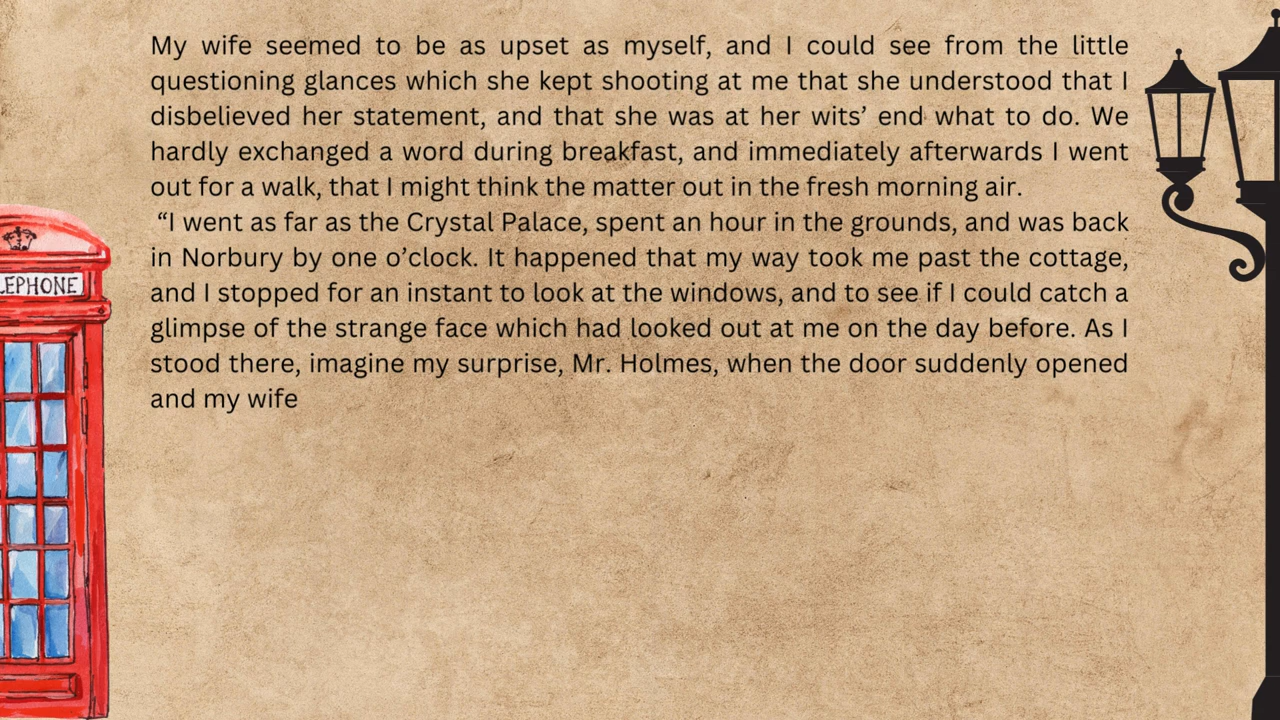 My wife seemed to be as upset as myself, and I could see from the little
questioning glances which she kept shooting at me that she understood that I
disbelieved her statement, and that she was at her wits’ end what to do. We
hardly exchanged a word during breakfast, and immediately afterwards I went
out for a walk, that I might think the matter out in the fresh morning air.
“I went as far as the Crystal Palace, spent an hour in the grounds, and was back
in Norbury by one o’clock. It happened that my way took me past the cottage,
and I stopped for an instant to look at the windows, and to see if I could catch a
glimpse of the strange face which had looked out at me on the day before. As I
stood there, imagine my surprise, Mr. Holmes, when the door suddenly opened
and my wife
LEPHONE